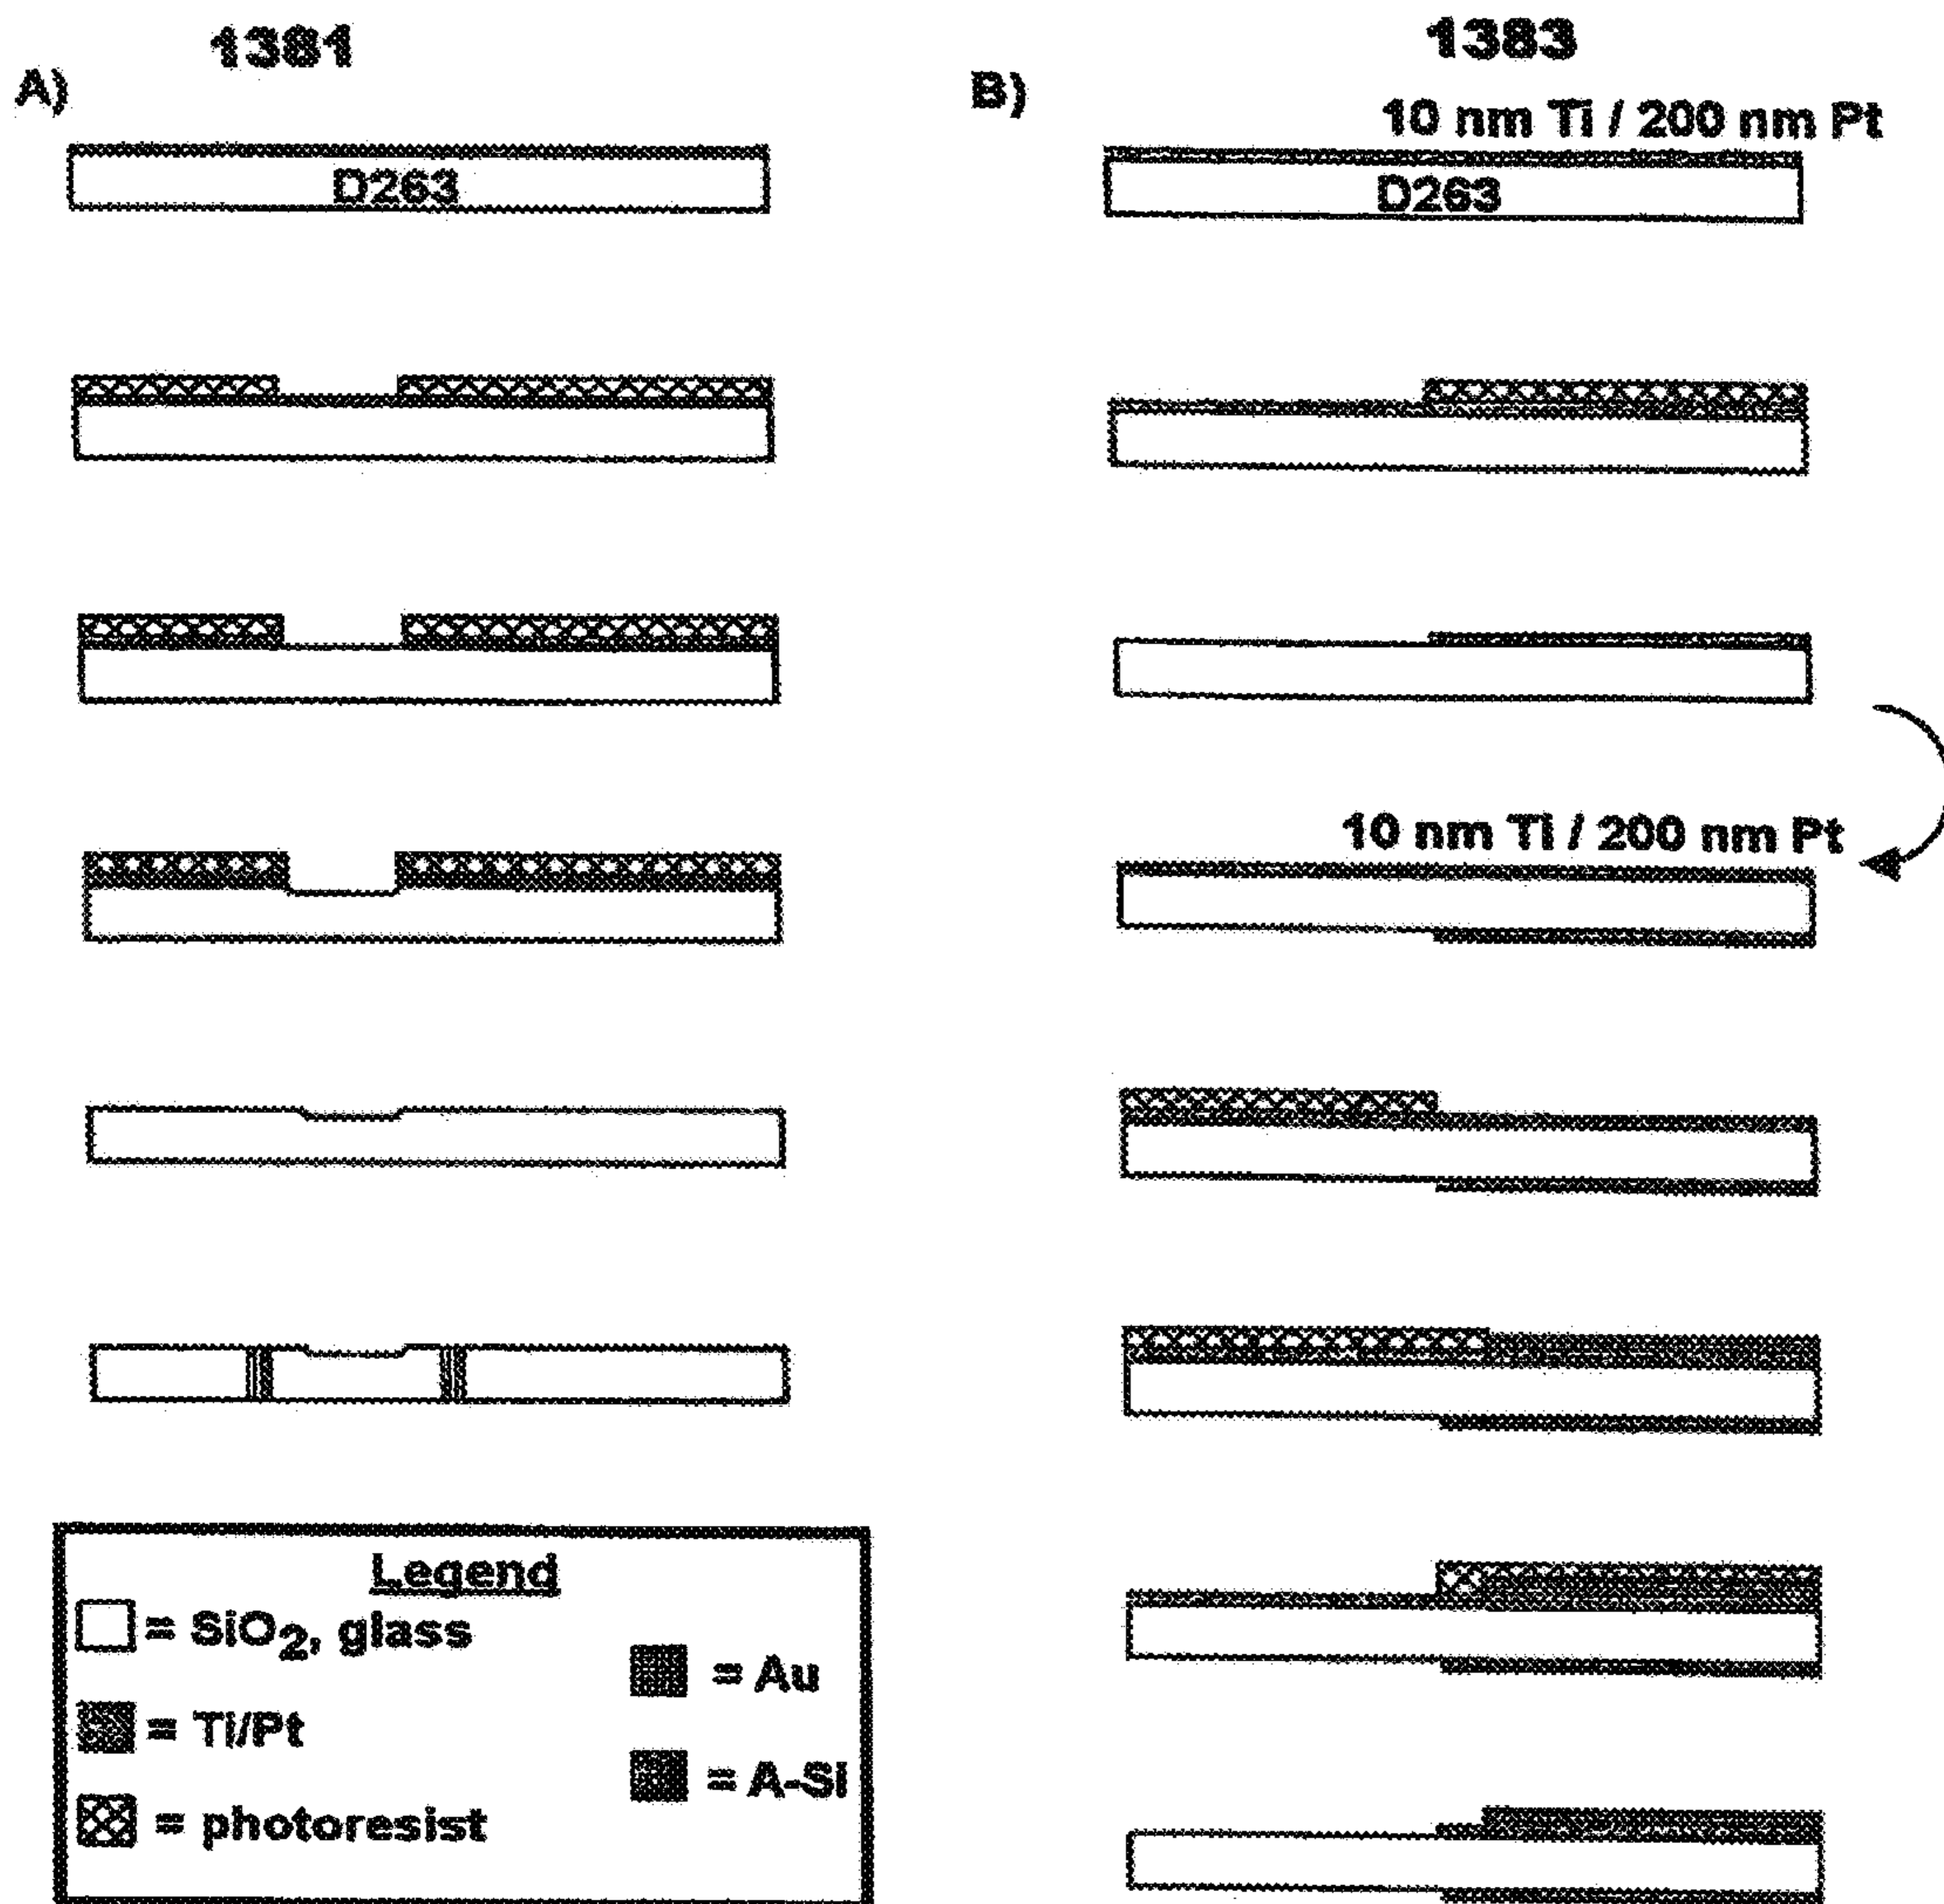 1381
A)
D263
1383
B)
10 nm Ti / 200 nm Pt
D263
10 nm Ti / 200 nm Pt
Legend
= SiO2, glass
= Ti/Pt
= photoresist
= Au
= A-Si